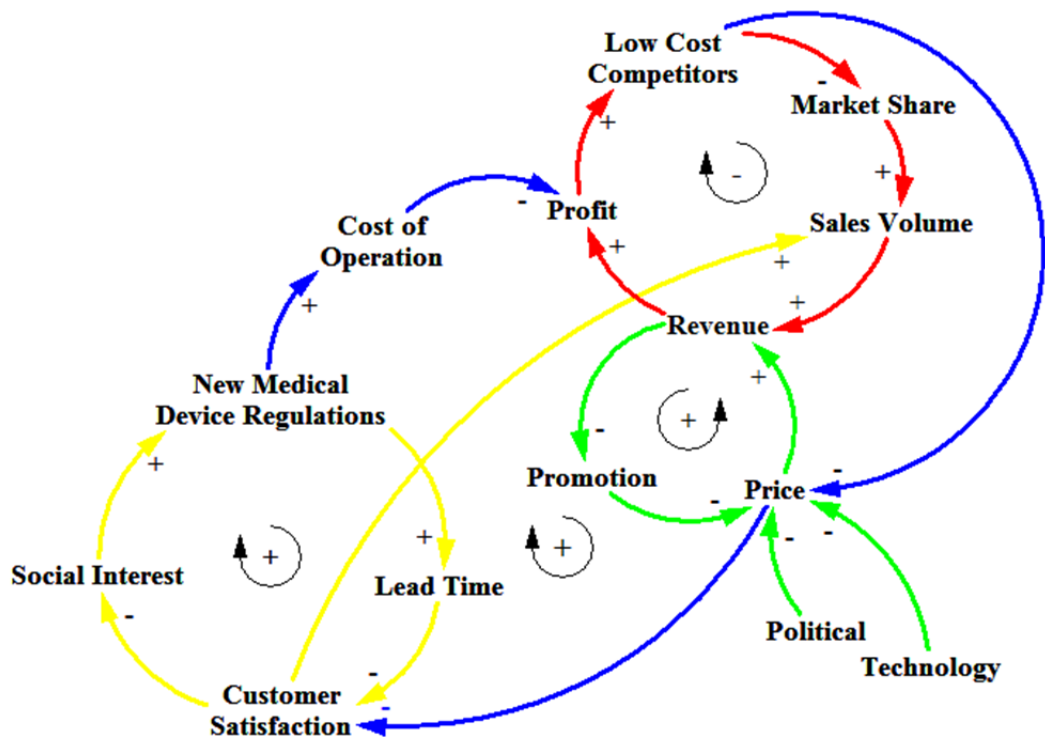 Low Cost
Competitors
-
Market Share
+
+
-
Cost of
Operation
-
Profit
Sales Volume
+
+
+
+
Revenue
New Medical
Device Regulations
+
+
-
+
Promotion
-
Price
-
+
-
-
+
+
+
Social Interest
Lead Time
-
Political
Technology
-
-
Customer
Satisfaction